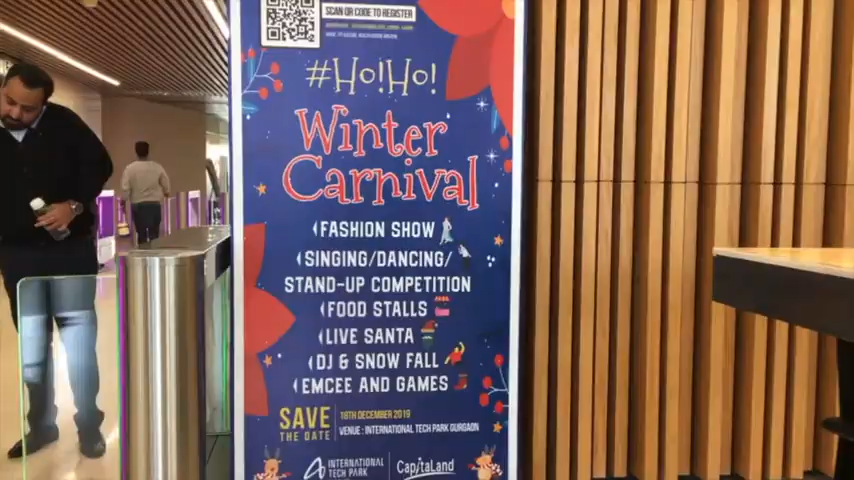 SCAN QR CODE TO REGISTER
#Ho!Ho!
Winter
Carnival
FASHION SHOW
SINGING/DANCING/
STAND-UP COMPETITION
FOOD STALLS
LIVE SANTA
DJ & SNOW FALL
EMCEE AND GAMES
SAVE
THE DATE
18TH DECEMBER 2019
VENUE : INTERNATIONAL TECH PARK GURGAON
INTERNATIONAL
TECH PARK
CapitaLand